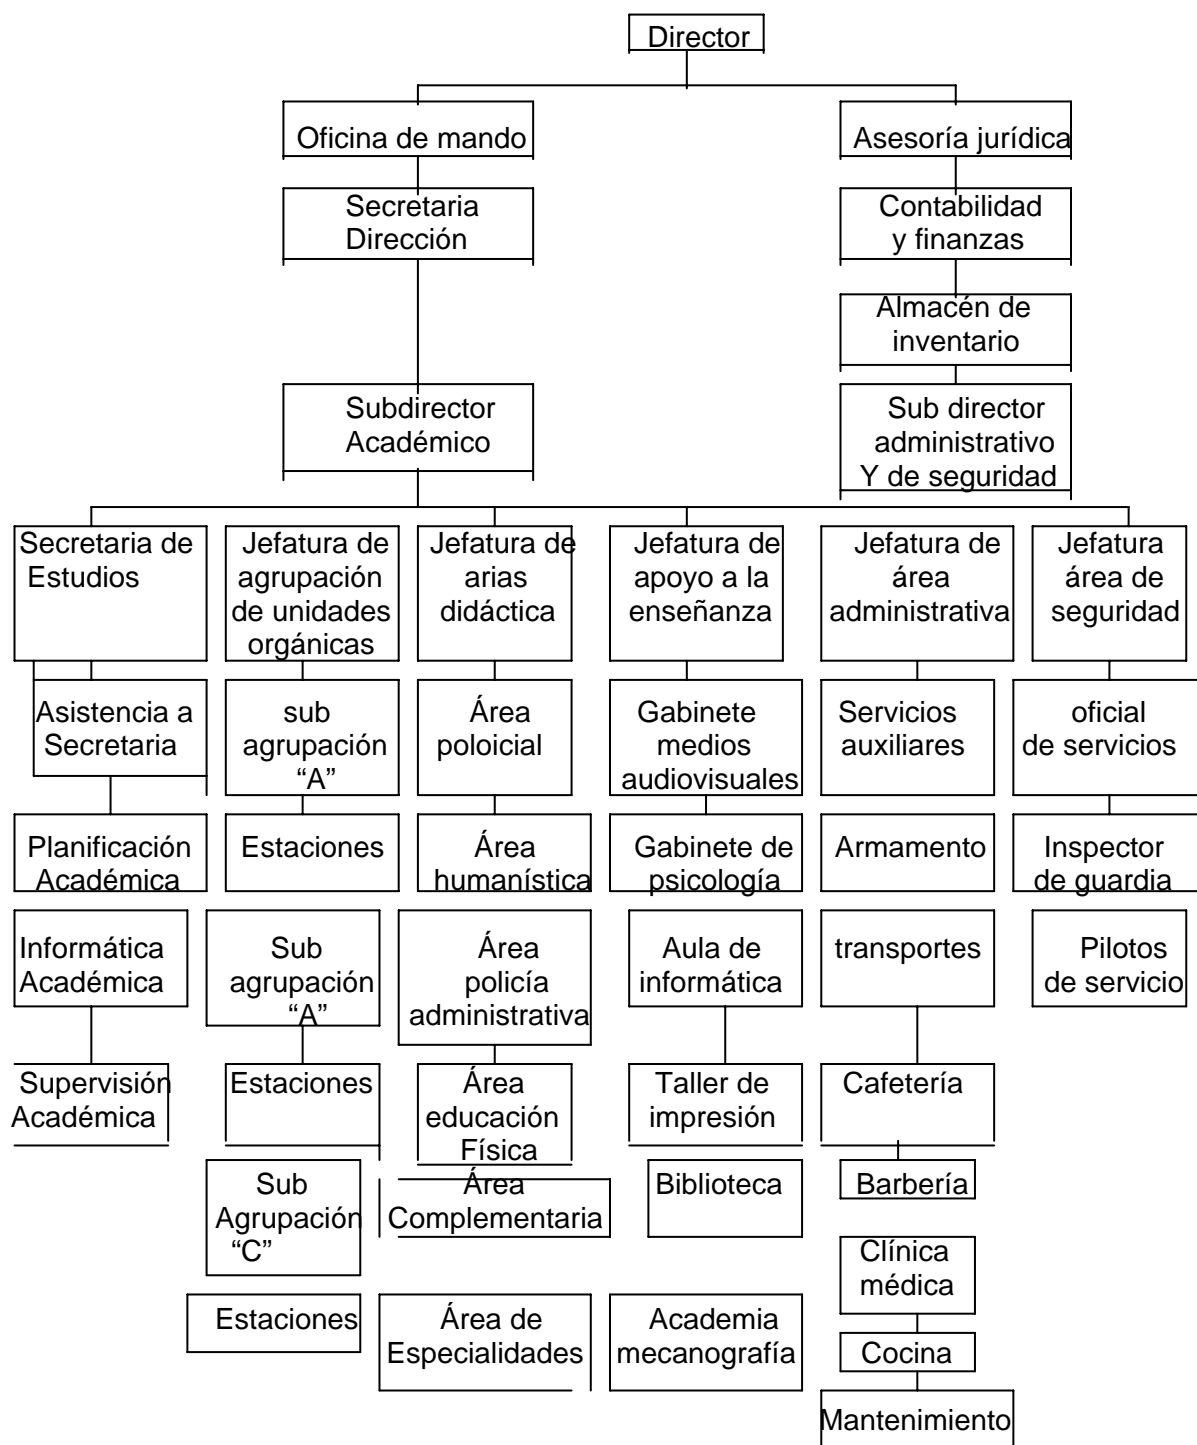 Director
Oficina de mando
Asesoría jurídica
Secretaria
Dirección
Contabilidad
y finanzas
Almacén de
inventario
Subdirector
Académico
Sub director
administrativo
Y de seguridad
Secretaria de
Estudios
Jefatura de
agrupación
de unidades
orgánicas
Jefatura de
arias
didáctica
Jefatura de
apoyo a la
enseñanza
Jefatura de
área
administrativa
Jefatura
área de
seguridad
Asistencia a
Secretaria
sub
agrupación
“A”
Área
poloicial
Gabinete
medios
audiovisuales
Servicios
auxiliares
oficial
de servicios
Planificación
Académica
Estaciones
Área
humanística
Gabinete de
psicología
Armamento
Inspector
de guardia
Informática
Académica
Sub
agrupación
“A”
Área
policía
administrativa
Aula de
informática
transportes
Pilotos
de servicio
Supervisión
Académica
Estaciones
Área
educación
Física
Taller de
impresión
Cafetería
Sub
Agrupación
“C”
Área
Complementaria
Biblioteca
Barbería
Clínica
médica
Estaciones
Área de
Especialidades
Academia
mecanografía
Cocina
Mantenimiento